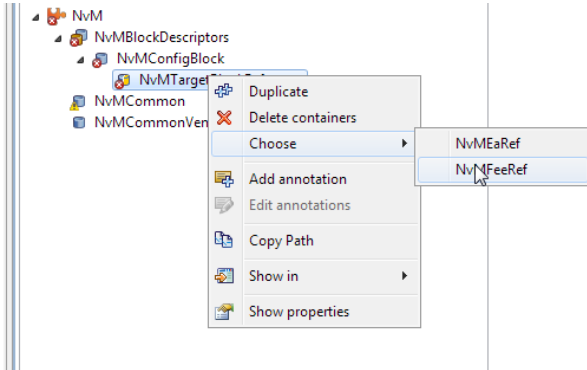 NvM
NvMBlockDescriptors
NvMConfigBlock
NvMTarget
NvMCommon
NvMCommonVen
Duplicate
Delete containers
Choose
Add annotation
Edit annotations
Copy Path
Show in
Show properties
NvMEaRef
NvMFeeRef